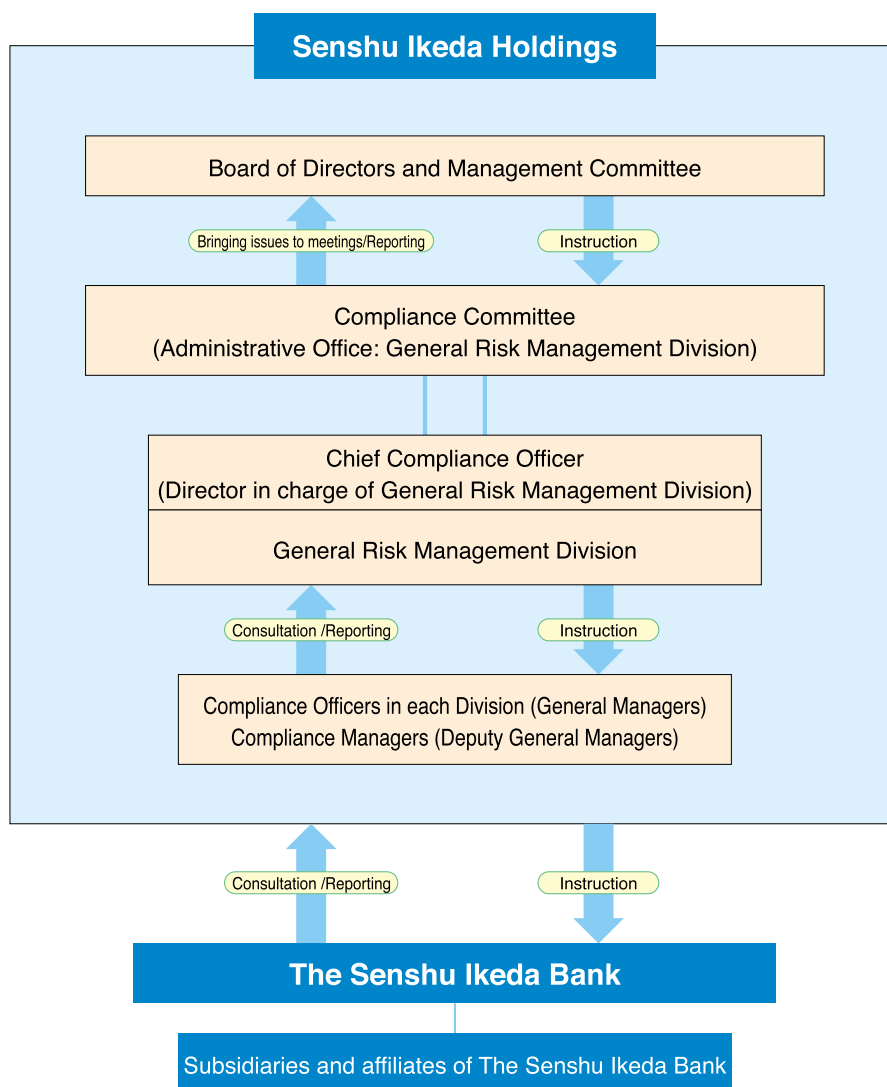 Senshu Ikeda Holdings
Board of Directors and Management Committee
Bringing issues to meetings/Reporting
Instruction
Compliance Committee
(Administrative Office: General Risk Management Division)
Chief Compliance Officer
(Director in charge of General Risk Management Division)
General Risk Management Division
Consultation /Reporting
Instruction
Compliance Officers in each Division (General Managers)
Compliance Managers (Deputy General Managers)
Consultation /Reporting
Instruction
The Senshu Ikeda Bank
Subsidiaries and affiliates of The Senshu Ikeda Bank